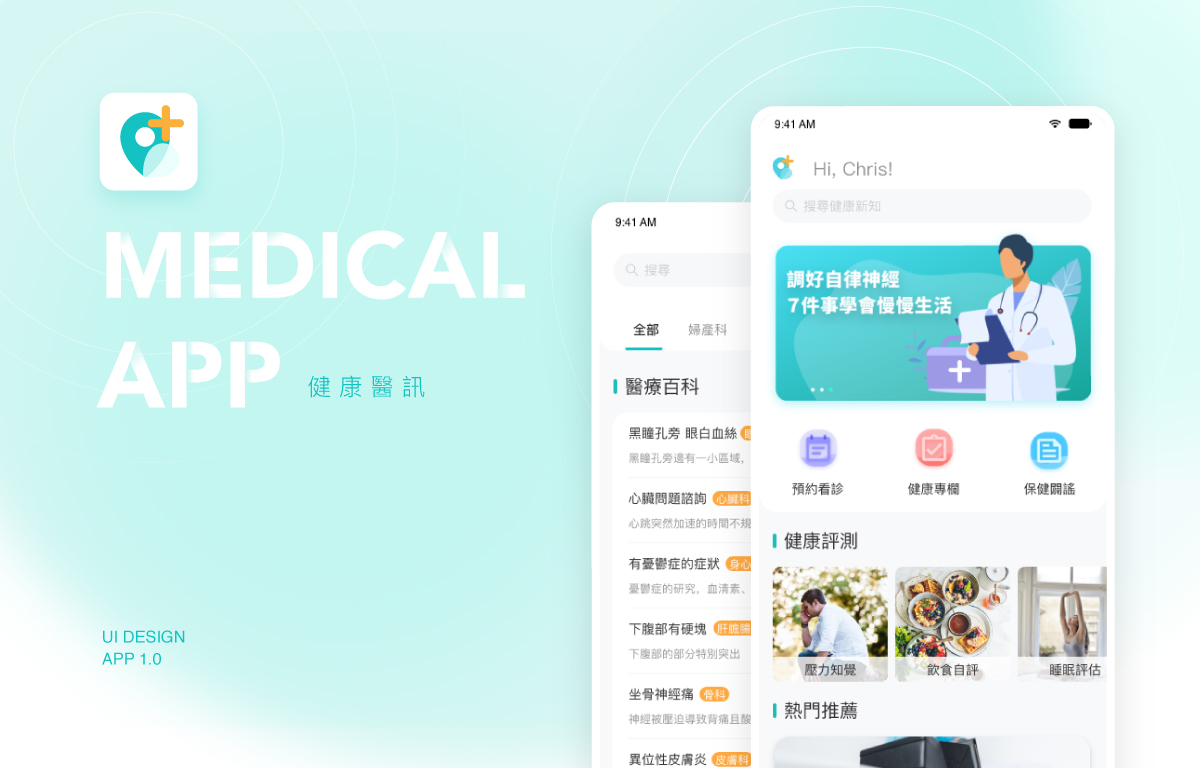 MEDICAL
APP
健康醫訊
UI DESIGN
APP 1.0
9:41 AM
搜尋
全部 婦產科
醫療百科
黑瞳孔旁 眼白血絲
黑瞳孔旁邊有一小區域，
心臟問題諮詢 心臟科
心跳突然加速的時間不規
有憂鬱症的症狀 身心
憂鬱症的研究，血清素、
下腹部有硬塊 肝膽腸
下腹部的部分特別突出
坐骨神經痛 骨科
神經被壓迫導致背痛且酸
異位性皮膚炎 皮膚科
9:41 AM
Hi, Chris!
搜尋健康新知
調好自律神經
7件事學會慢慢生活
預約看診 健康專欄 保健闢謠
健康評測
壓力知覺 飲食自評 睡眠評估
熱門推薦